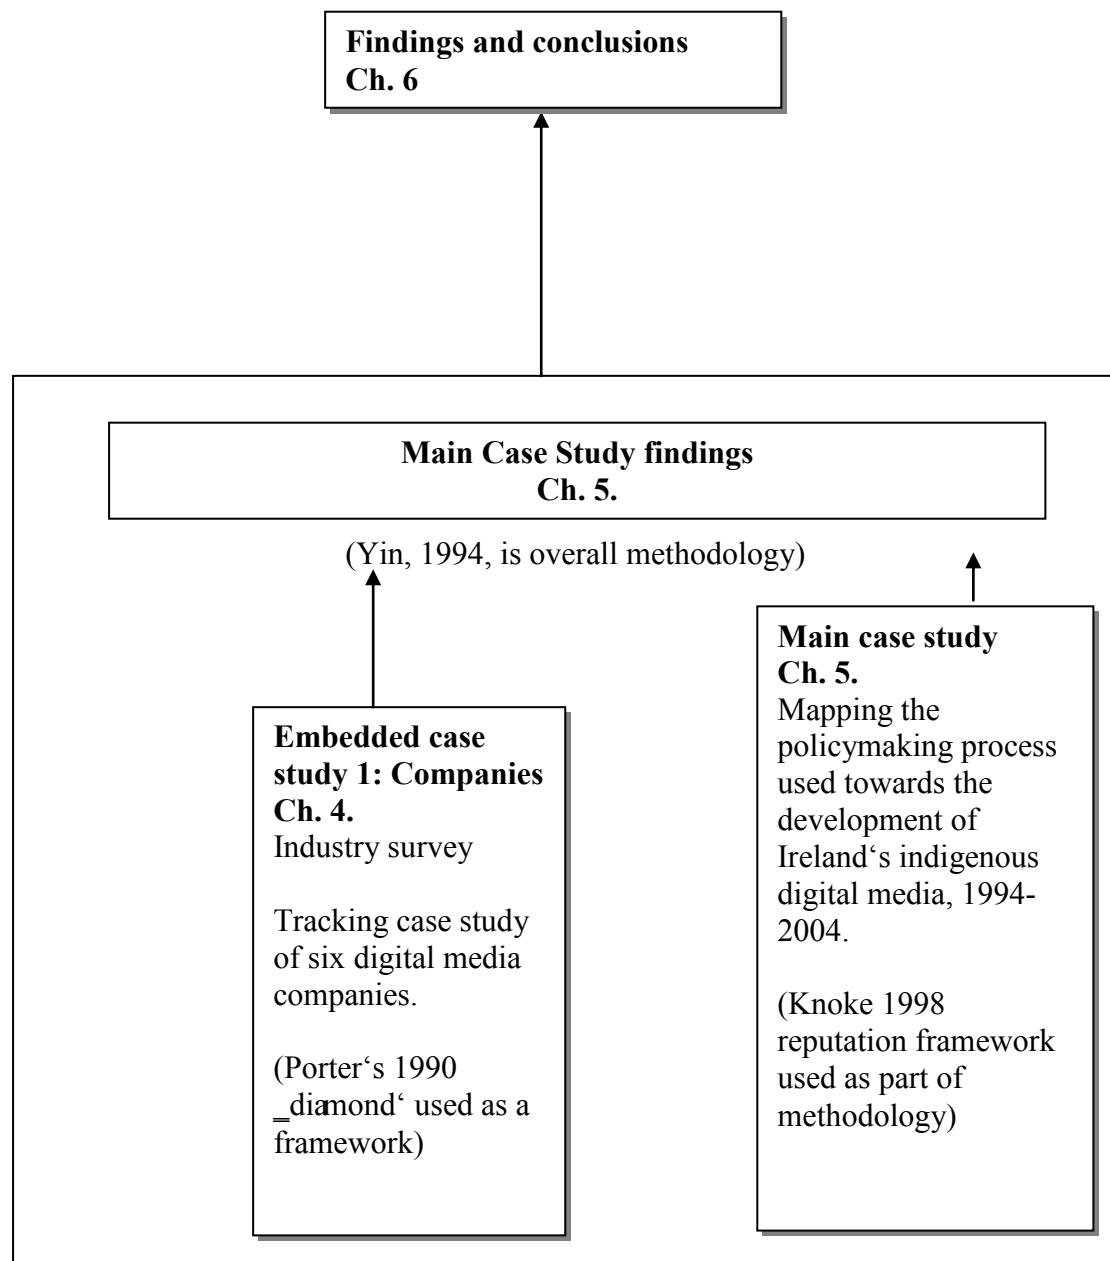 Findings and conclusions
Ch. 6
Main Case Study findings
Ch. 5.
(Yin, 1994, is overall methodology)
Embedded case
study 1: Companies
Ch. 4.
Industry survey
Tracking case study
of six digital media
companies.
(Porter‘s 1990
‗diamond‘ used as a
framework)
Main case study
Ch. 5.
Mapping the
policymaking process
used towards the
development of
Ireland‘s indigenous
digital media, 1994-
2004.
(Knoke 1998
reputation framework
used as part of
methodology)